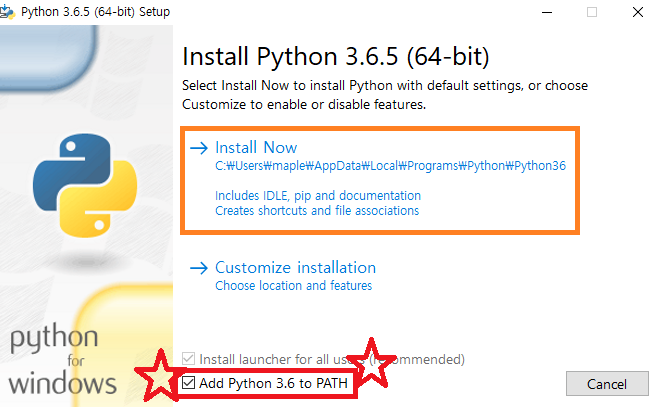 Python 3.6.5 (64-bit) Setup
Install Python 3.6.5 (64-bit)
Select Install Now to install Python with default settings, or choose
Customize to enable or disable features.
Install Now
C:₩Users₩maple₩AppData₩Local₩Programs₩Python₩Python36
Includes IDLE, pip and documentation
Creates shortcuts and file associations
Customize installation
Choose location and features
python
for
windows
Install launcher for all users (recommended)
Add Python 3.6 to PATH
Cancel